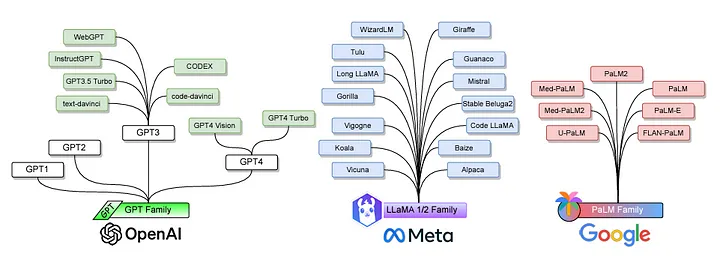 WebGPT
InstructGPT
CODEX
GPT3.5 Turbo
text-davinci
code-davinci
GPT3
GPT4 Vision
GPT4 Turbo
GPT2
GPT1
GPT4
GPT
GPT Family
OpenAI
WizardLM
Giraffe
Tulu
Guanaco
Long LLaMA
Mistral
Gorilla
Stable Beluga2
Vigogne
Code LLaMA
Koala
Baize
Vicuna
Alpaca
LLaMA 1/2 Family
Meta
PaLM2
Med-PaLM
PaLM
Med-PaLM2
PaLM-E
U-PaLM
FLAN-PaLM
PaLM Family
Google